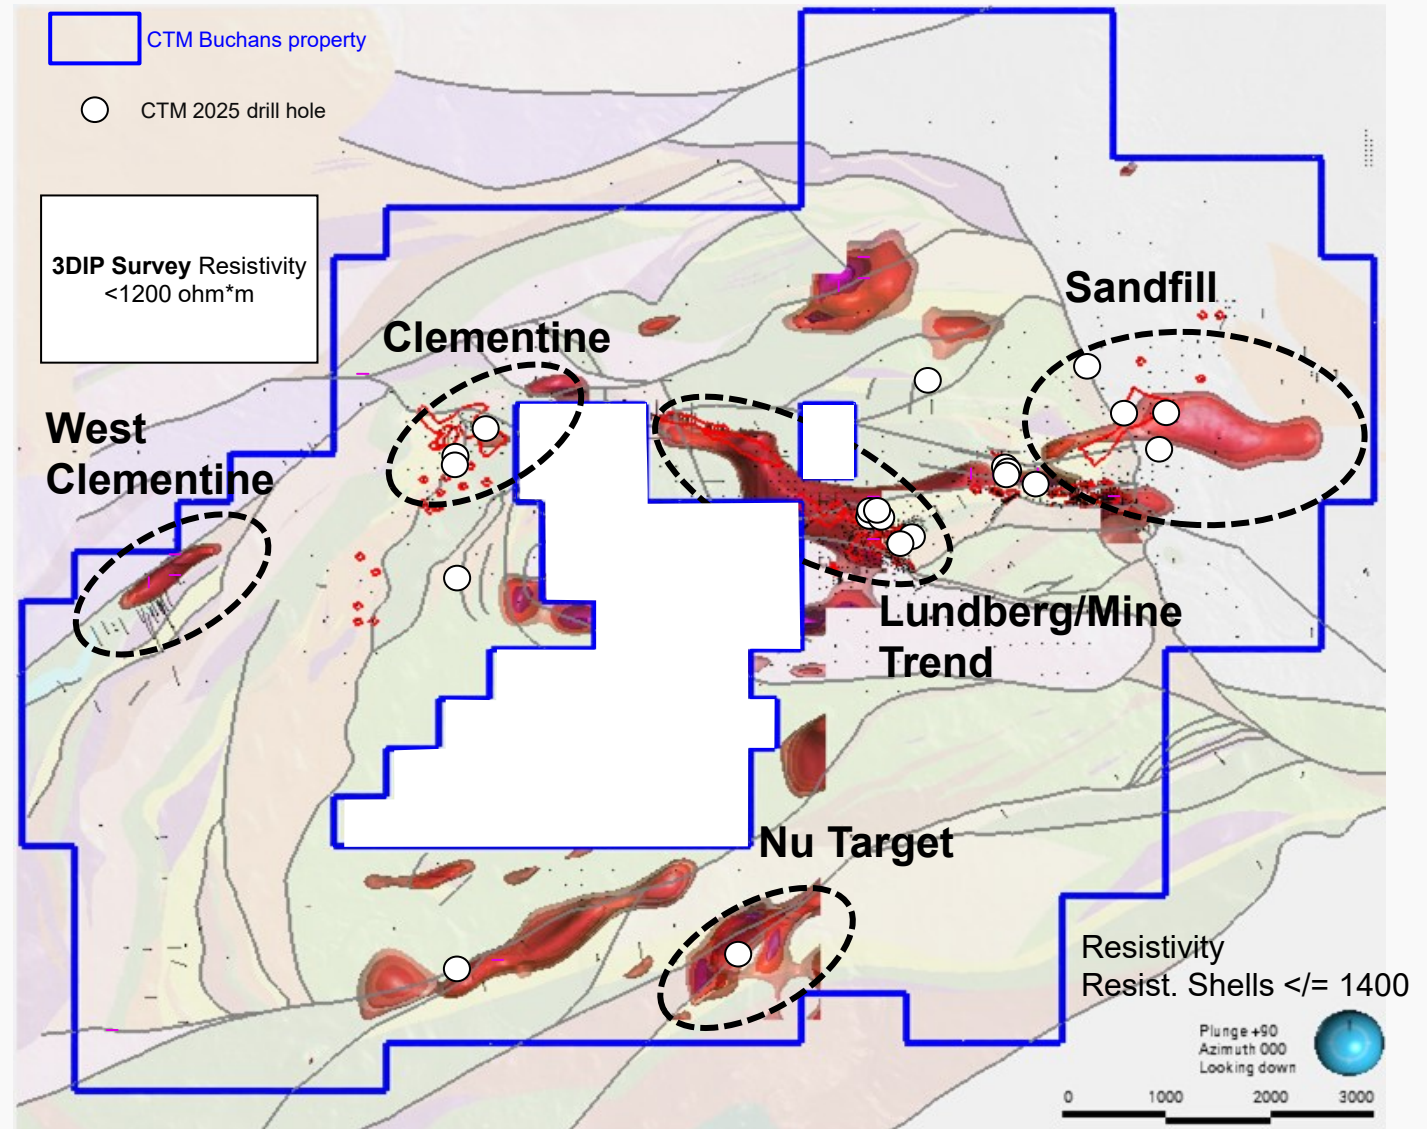 CTM Buchans property
CTM 2025 drill hole
3DIP Survey Resistivity
<1200 ohm*m
Sandfill
Clementine
West
Clementine
Lundberg/Mine
Trend
Nu Target
Resistivity
Resist. Shells </= 1400
Plunge +90
Azimuth 000
Looking down
0 1000 2000 3000